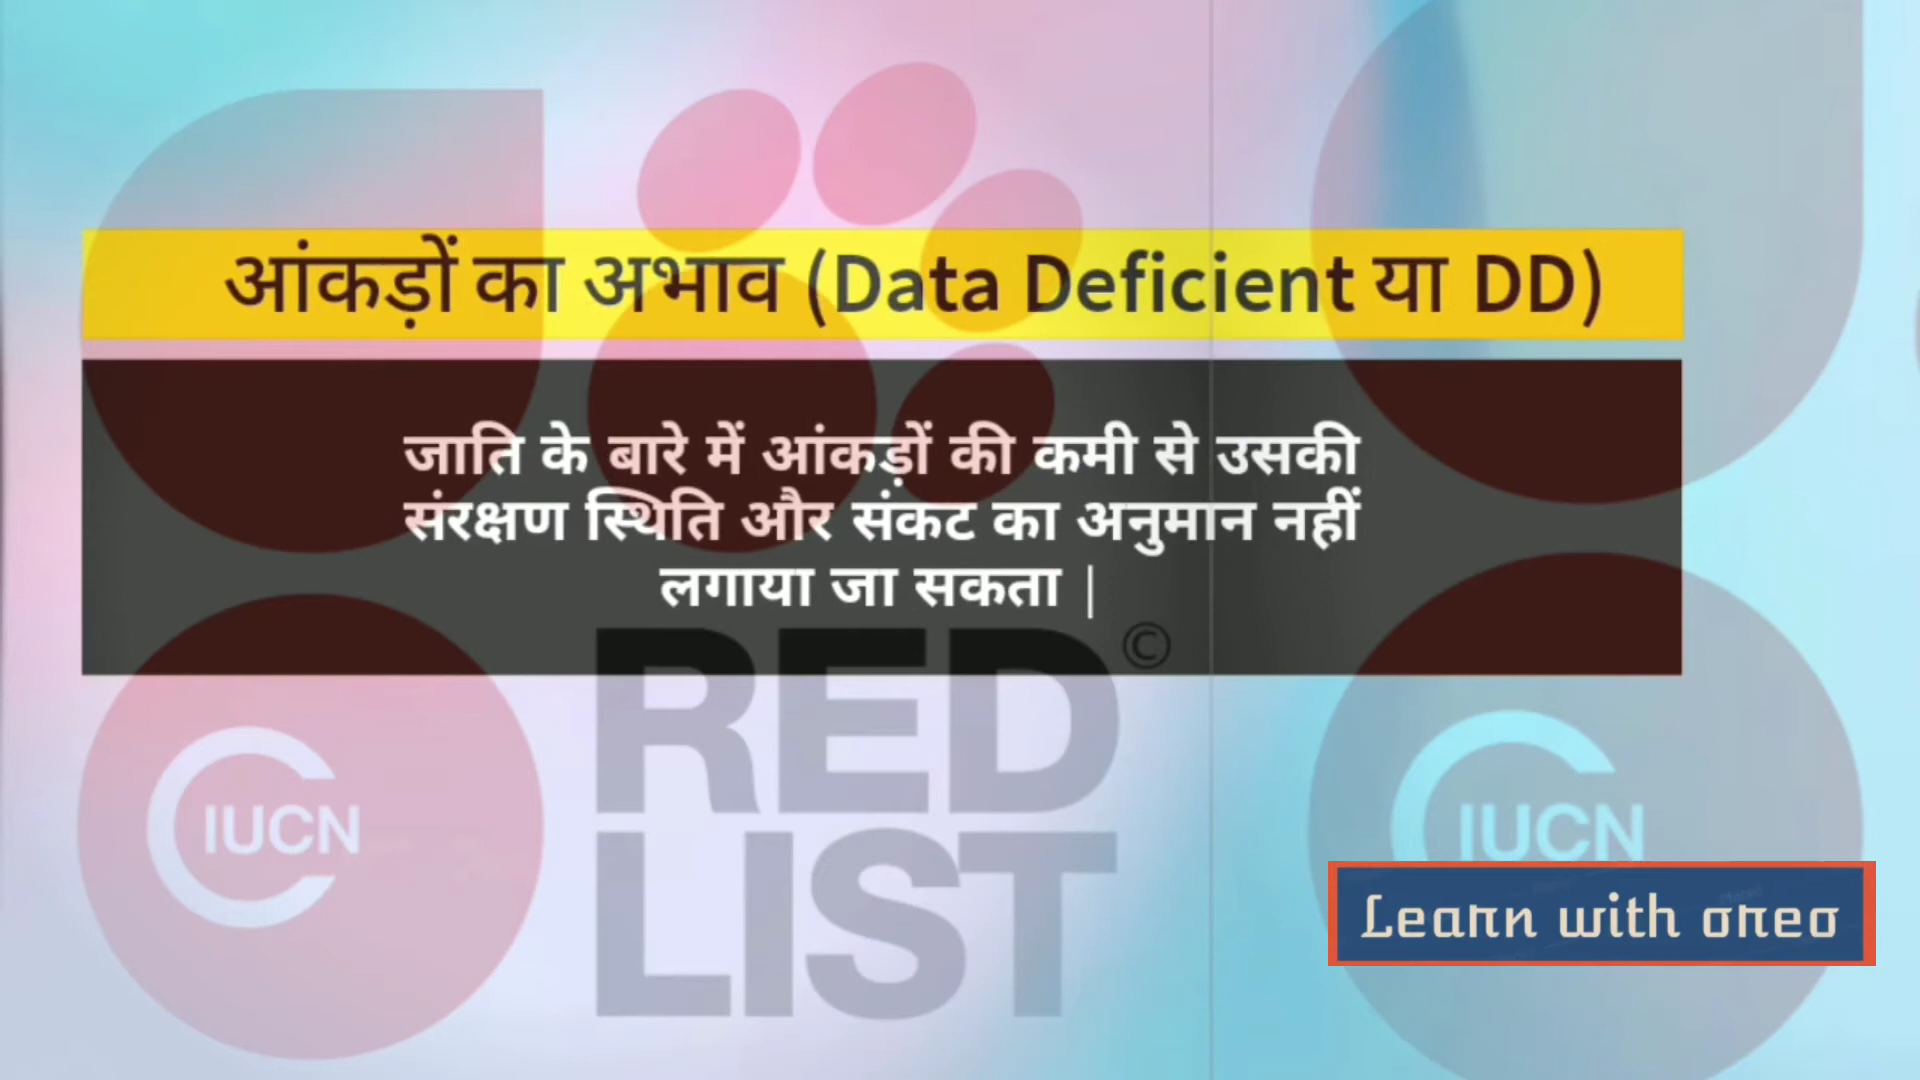 आंकड़ों का अभाव (Data Deficient या DD)
जाति के बारे में आंकड़ों की कमी से उसकी
संरक्षण स्थिति और संकट का अनुमान नहीं
लगाया जा सकता |
RED ©
LIST
IUCN
IUCN
Learn with oreo